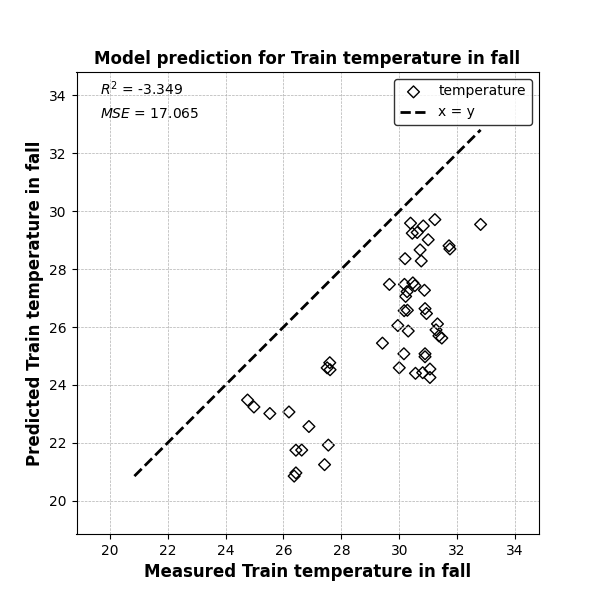 Model prediction for Train temperature in fall
R² = -3.349
MSE = 17.065
temperature
x = y
34
32
30
28
26
24
22
20
Predicted Train temperature in fall
20 22 24 26 28 30 32 34
Measured Train temperature in fall